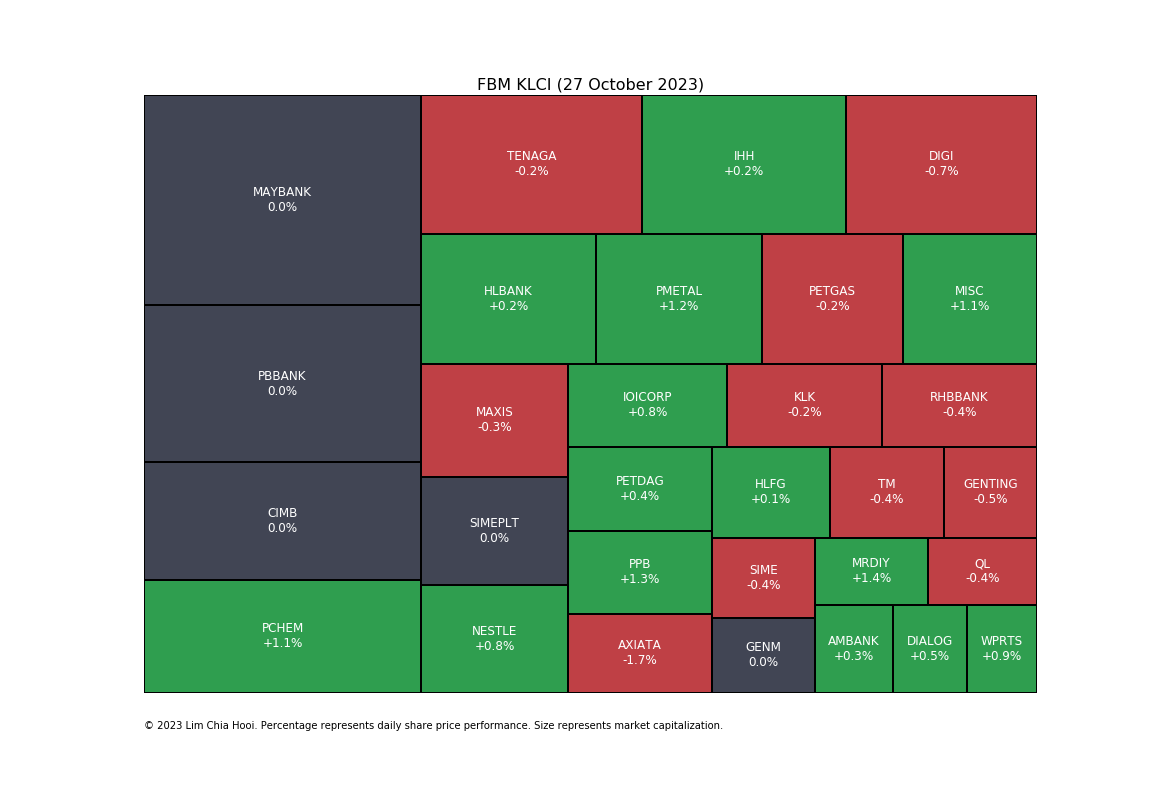 FBM KLCI (27 October 2023)
MAYBANK
0.0%
PBBANK
0.0%
CIMB
0.0%
PCHEM
+1.1%
TENAGA
-0.2%
IHH
+0.2%
DIGI
-0.7%
HLBANK
+0.2%
PMETAL
+1.2%
PETGAS
-0.2%
MISC
+1.1%
MAXIS
-0.3%
SIMEPLT
0.0%
NESTLE
+0.8%
IOICORP
+0.8%
KLK
-0.2%
RHBBANK
-0.4%
PETDAG
+0.4%
PPB
+1.3%
AXIATA
-1.7%
HLFG
+0.1%
TM
-0.4%
GENTING
-0.5%
SIME
-0.4%
GENM
0.0%
MRDIY
+1.4%
QL
-0.4%
AMBANK
+0.3%
DIALOG
+0.5%
WPRTS
+0.9%
© 2023 Lim Chia Hooi. Percentage represents daily share price performance. Size represents market capitalization.